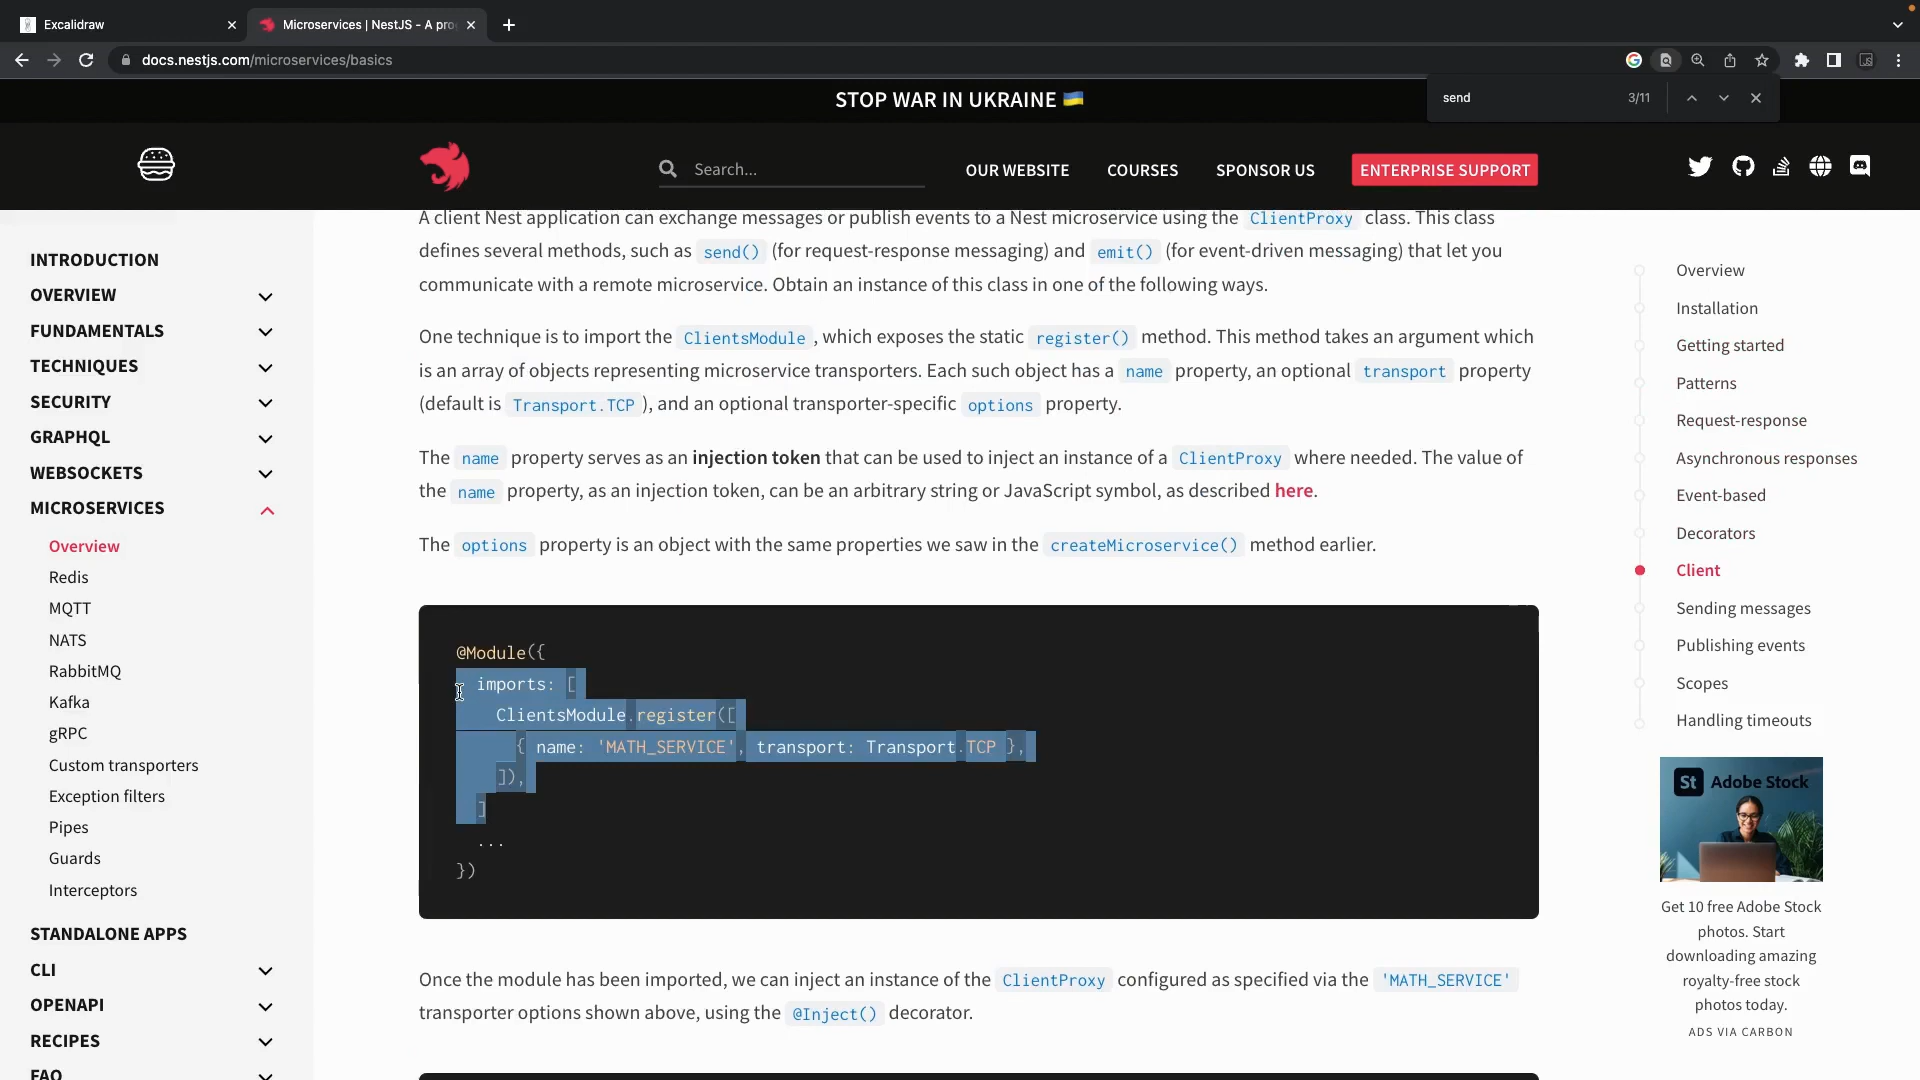 Excalidraw
Microservices | NestJS - A pro
docs.nestjs.com/microservices/basics
STOP WAR IN UKRAINE 🇺🇦
send
3/11
Search...
OUR WEBSITE
COURSES
SPONSOR US
ENTERPRISE SUPPORT
INTRODUCTION
OVERVIEW
FUNDAMENTALS
TECHNIQUES
SECURITY
GRAPHQL
WEBSOCKETS
MICROSERVICES
Overview
Redis
MQTT
NATS
RabbitMQ
Kafka
gRPC
Custom transporters
Exception filters
Pipes
Guards
Interceptors
STANDALONE APPS
CLI
OPENAPI
RECIPES
FAQ
A client Nest application can exchange messages or publish events to a Nest microservice using the ClientProxy class. This class
defines several methods, such as send() (for request-response messaging) and emit() (for event-driven messaging) that let you
communicate with a remote microservice. Obtain an instance of this class in one of the following ways.
One technique is to import the ClientsModule , which exposes the static register() method. This method takes an argument which
is an array of objects representing microservice transporters. Each such object has a name property, an optional transport property
(default is Transport.TCP ), and an optional transporter-specific options property.
The name property serves as an injection token that can be used to inject an instance of a ClientProxy where needed. The value of
the name property, as an injection token, can be an arbitrary string or JavaScript symbol, as described here.
The options property is an object with the same properties we saw in the createMicroservice() method earlier.
@Module({
  imports: [
    ClientsModule.register([
      { name: 'MATH_SERVICE', transport: Transport.TCP },
    ]),
  ]
  ...
})
Once the module has been imported, we can inject an instance of the ClientProxy configured as specified via the 'MATH_SERVICE'
transporter options shown above, using the @Inject() decorator.
Overview
Installation
Getting started
Patterns
Request-response
Asynchronous responses
Event-based
Decorators
Client
Sending messages
Publishing events
Scopes
Handling timeouts
St Adobe Stock
Get 10 free Adobe Stock
photos. Start
downloading amazing
royalty-free stock
photos today.
ADS VIA CARBON